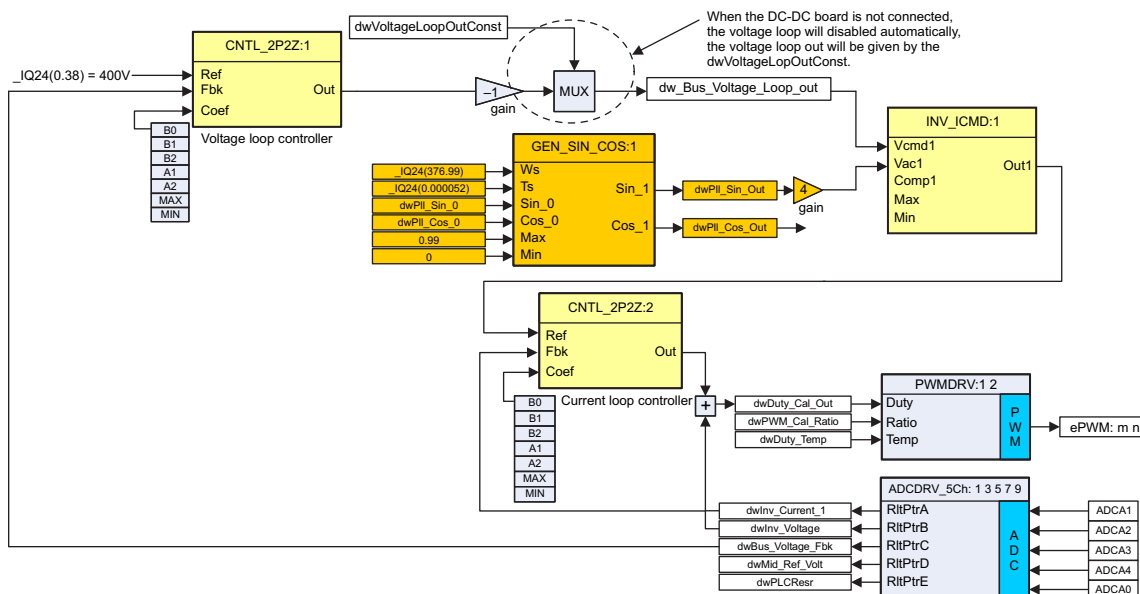 dwVoltageLoopOutConst
When the DC-DC board is not connected,
the voltage loop will disabled automatically,
the voltage loop out will be given by the
dwVoltageLopOutConst.
CNTL_2P2Z:1
_IQ24(0.38) = 400V
Ref
Fbk
Out
Coef
Voltage loop controller
B0
B1
B2
A1
A2
MAX
MIN
–1
gain
MUX
dw_Bus_Voltage_Loop_out
INV_ICMD:1
Vcmd1
Vac1
Out1
Comp1
Max
Min
GEN_SIN_COS:1
_IQ24(376.99)
Ws
_IQ24(0.000052)
Ts
dwPll_Sin_0
Sin_0
dwPll_Cos_0
Cos_0
0.99
Max
0
Min
Sin_1
dwPll_Sin_Out
4
gain
Cos_1
dwPll_Cos_Out
CNTL_2P2Z:2
Ref
Fbk
Out
Coef
Current loop controller
B0
B1
B2
A1
A2
MAX
MIN
+
dwDuty_Cal_Out
dwPWM_Cal_Ratio
dwDuty_Temp
PWMDRV:1 2
Duty
Ratio
Temp
P
W
M
ePWM: m n
ADCDRV_5Ch: 1 3 5 7 9
dwInv_Current_1
RltPtrA
ADCA1
dwInv_Voltage
RltPtrB
ADCA2
dwBus_Voltage_Fbk
RltPtrC
ADCA3
dwMid_Ref_Volt
RltPtrD
ADCA4
dwPLCResr
RltPtrE
ADCA0
A
D
C